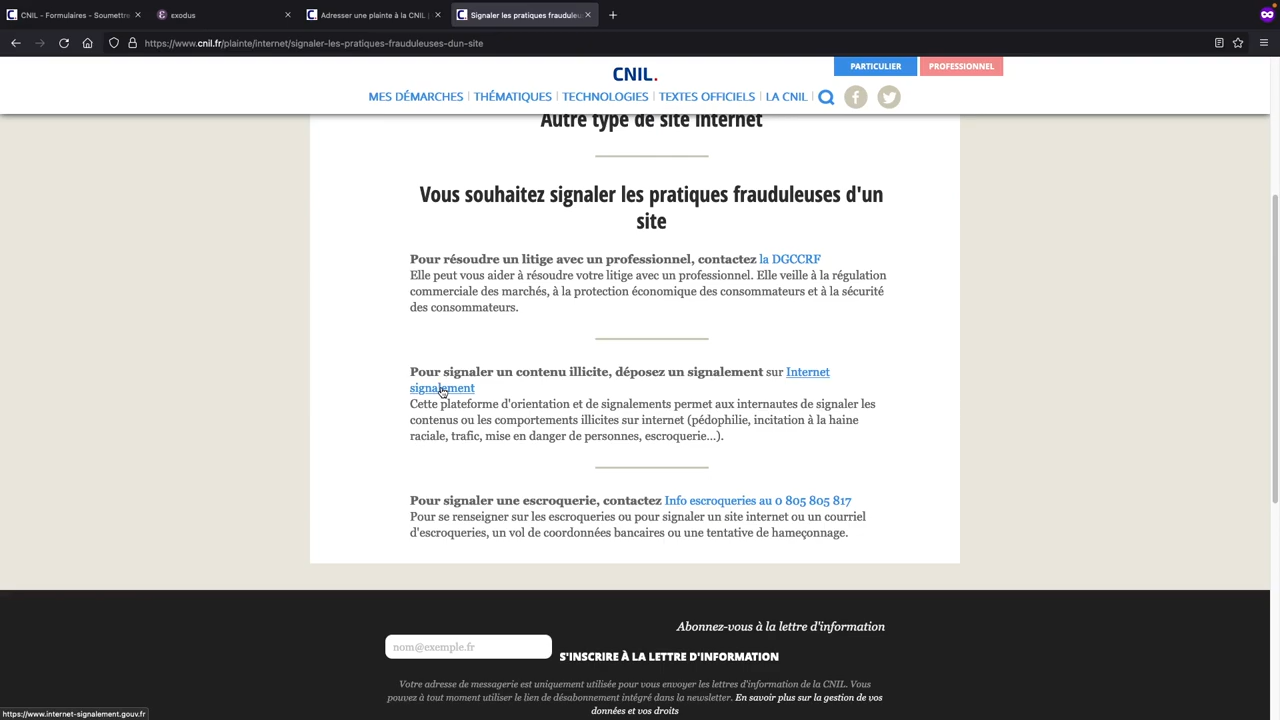 CNIL - Formulaires - Soumettre
exodus
Adresser une plainte à la CNIL |
Signaler les pratiques frauduleu
https://www.cnil.fr/plainte/internet/signaler-les-pratiques-frauduleuses-dun-site
PARTICULIER
PROFESSIONNEL
CNIL.
MES DÉMARCHES
THÉMATIQUES
TECHNOLOGIES
TEXTES OFFICIELS
LA CNIL
Autre type de site internet
Vous souhaitez signaler les pratiques frauduleuses d'un
site
Pour résoudre un litige avec un professionnel, contactez la DGCCRF
Elle peut vous aider à résoudre votre litige avec un professionnel. Elle veille à la régulation
commerciale des marchés, à la protection économique des consommateurs et à la sécurité
des consommateurs.
Pour signaler un contenu illicite, déposez un signalement sur Internet
signalement
Cette plateforme d'orientation et de signalements permet aux internautes de signaler les
contenus ou les comportements illicites sur internet (pédophilie, incitation à la haine
raciale, trafic, mise en danger de personnes, escroquerie...).
Pour signaler une escroquerie, contactez Info escroqueries au 0 805 805 817
Pour se renseigner sur les escroqueries ou pour signaler un site internet ou un courriel
d'escroqueries, un vol de coordonnées bancaires ou une tentative de hameçonnage.
Abonnez-vous à la lettre d'information
nom@exemple.fr
S'INSCRIRE À LA LETTRE D'INFORMATION
Votre adresse de messagerie est uniquement utilisée pour vous envoyer les lettres d'information de la CNIL. Vous
pouvez à tout moment utiliser le lien de désabonnement intégré dans la newsletter. En savoir plus sur la gestion de vos
données et vos droits
https://www.internet-signalement.gouv.fr